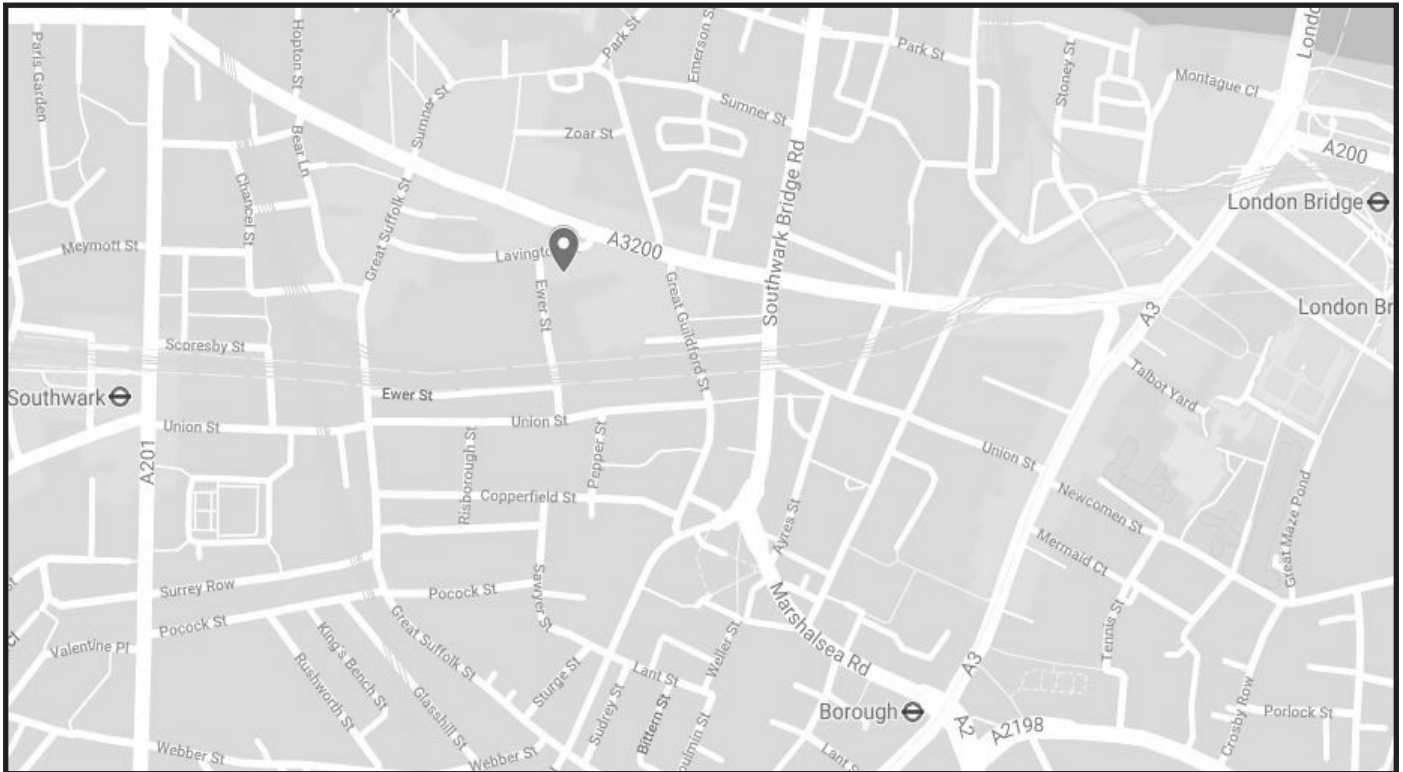 Paris Garden
Hopton St
Park St
Emerson S
Park St
Stoney St
Londo
Montague Cl
Sumner St
Sumner St
Zoar St
Bear Ln
A200
Chancel St
Great Suffolk St
Southwark Bridge Rd
London Bridge
Meymott St
Lavingto
A3200
Ewer St
Great Guildford St
A3
London Br
Scoresby St
Talbot Yard
Southwark
Ewer St
Union St
Union St
A201
Risborough St
Pepper St
Union St
Copperfield St
Newcomen St
Great Maze Pond
Ayres St
Mermaid Ct
Surrey Row
Pocock St
Sawyer St
Marshalsea Rd
Tennis St
St
Pocock St
Cl
Valentine Pl
King's Bench St
Great Suffolk St
Weller St
A3
Rushworth St
Glasshill St
Sturge St
Lant St
Sudrey St
Bittern St
Borough
A2
A2198
Crosby Row
Porlock St
Webber St
Webber St
oulmin St
Lant S